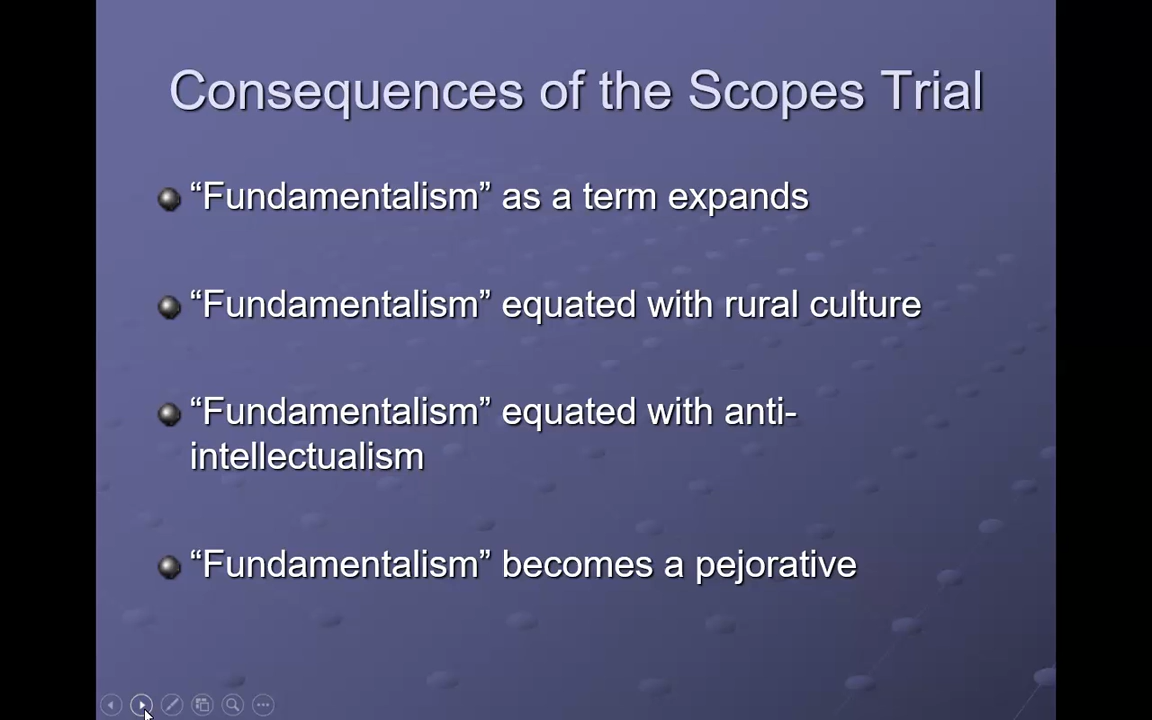 Consequences of the Scopes Trial
“Fundamentalism” as a term expands
“Fundamentalism” equated with rural culture
“Fundamentalism” equated with anti-
intellectualism
“Fundamentalism” becomes a pejorative